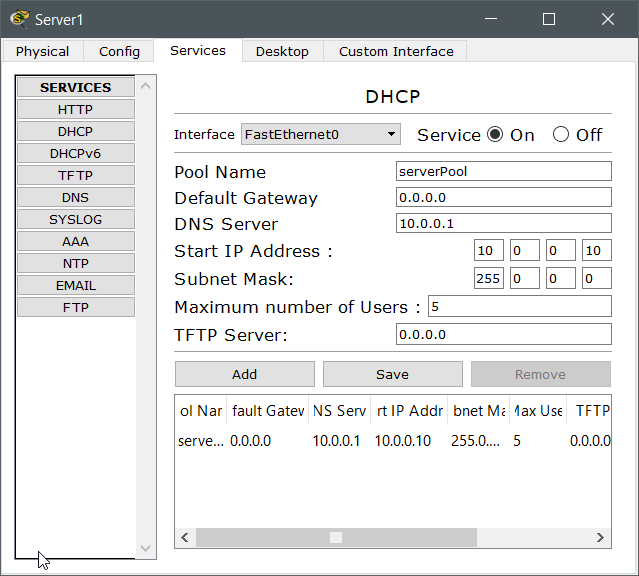 Server1
Physical Config Services Desktop Custom Interface
SERVICES
HTTP
DHCP
DHCPv6
TFTP
DNS
SYSLOG
AAA
NTP
EMAIL
FTP
DHCP
Interface FastEthernet0 Service On Off
Pool Name serverPool
Default Gateway 0.0.0.0
DNS Server 10.0.0.1
Start IP Address : 10 0 0 10
Subnet Mask: 255 0 0 0
Maximum number of Users : 5
TFTP Server: 0.0.0.0
Add Save Remove
ol Nar fault Gatew NS Serv rt IP Addr bnet Ma Max Use TFTP
serve... 0.0.0.0 10.0.0.1 10.0.0.10 255.0.... 5 0.0.0.0